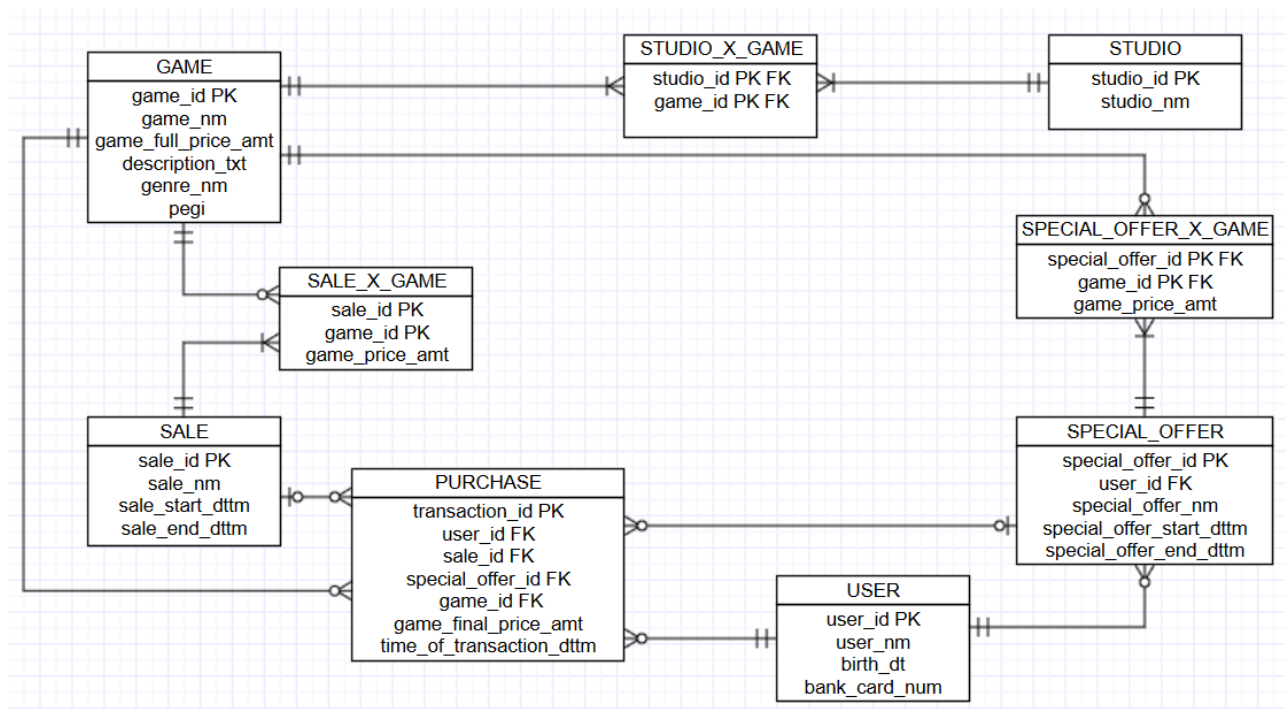 GAME
game_id PK
game_nm
game_full_price_amt
description_txt
genre_nm
pegi
STUDIO_X_GAME
studio_id PK FK
game_id PK FK
STUDIO
studio_id PK
studio_nm
SPECIAL_OFFER_X_GAME
special_offer_id PK FK
game_id PK FK
game_price_amt
SALE_X_GAME
sale_id PK
game_id PK
game_price_amt
SALE
sale_id PK
sale_nm
sale_start_dttm
sale_end_dttm
PURCHASE
transaction_id PK
user_id FK
sale_id FK
special_offer_id FK
game_id FK
game_final_price_amt
time_of_transaction_dttm
SPECIAL_OFFER
special_offer_id PK
user_id FK
special_offer_nm
special_offer_start_dttm
special_offer_end_dttm
USER
user_id PK
user_nm
birth_dt
bank_card_num